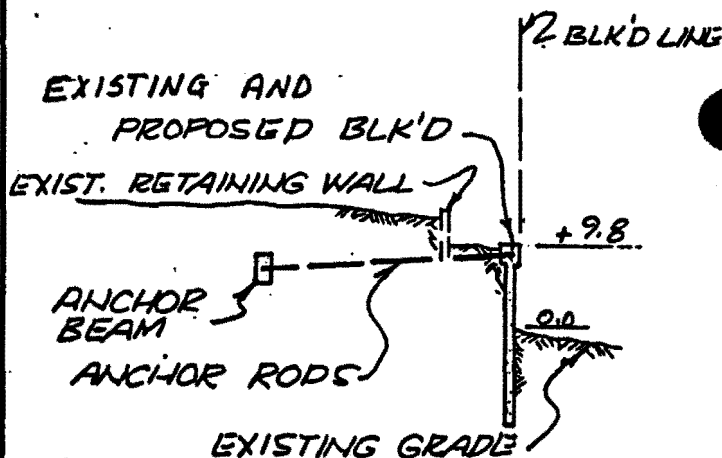 BLK'D LINE
EXISTING AND
PROPOSED BLK'D
EXIST. RETAINING WALL
+9.8
0.0
ANCHOR
BEAM
ANCHOR RODS
EXISTING GRADE